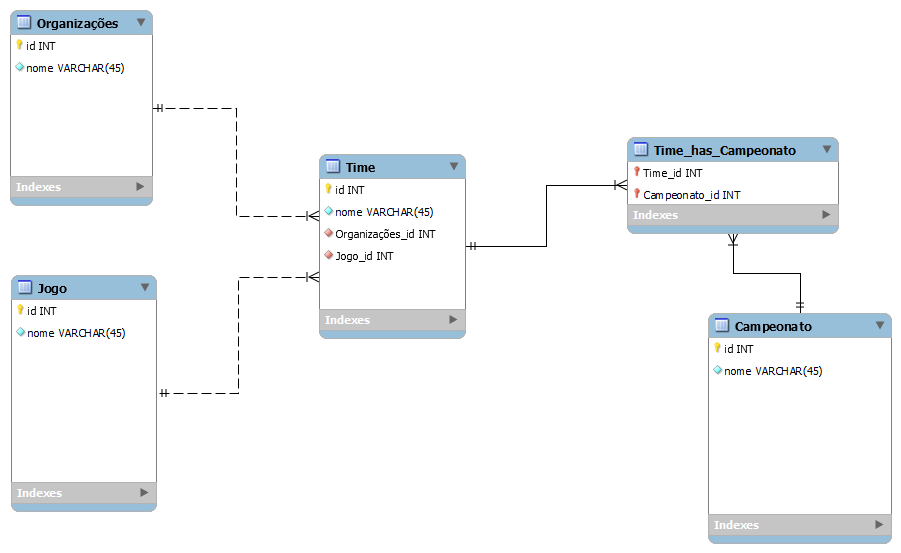 Organizações
id INT
nome VARCHAR(45)
Indexes
Jogo
id INT
nome VARCHAR(45)
Indexes
Time
id INT
nome VARCHAR(45)
Organizações_id INT
Jogo_id INT
Indexes
Time_has_Campeonato
Time_id INT
Campeonato_id INT
Indexes
Campeonato
id INT
nome VARCHAR(45)
Indexes